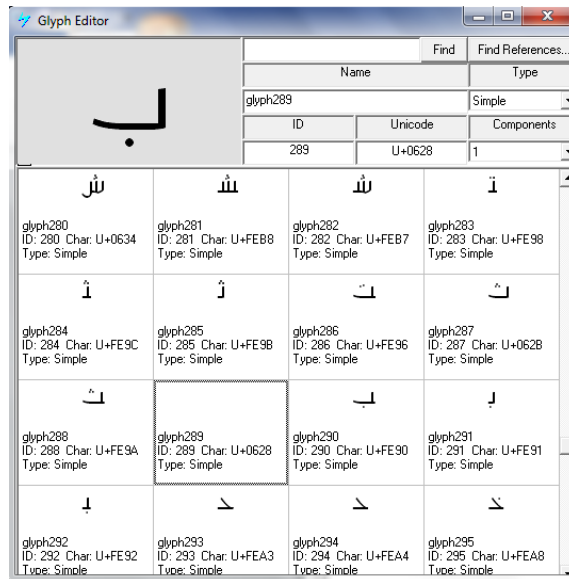 Glyph Editor
Find
Find References...
Name
Type
glyph289
Simple
ID
Unicode
Components
289
U+0628
1
ب
ش
glyph280
ID: 280 Char: U+0634
Type: Simple
ﺸ
glyph281
ID: 281 Char: U+FEB8
Type: Simple
ﺷ
glyph282
ID: 282 Char: U+FEB7
Type: Simple
ﺘ
glyph283
ID: 283 Char: U+FE98
Type: Simple
ﺜ
glyph284
ID: 284 Char: U+FE9C
Type: Simple
ﺛ
glyph285
ID: 285 Char: U+FE9B
Type: Simple
ﺖ
glyph286
ID: 286 Char: U+FE96
Type: Simple
ث
glyph287
ID: 287 Char: U+062B
Type: Simple
ﺚ
glyph288
ID: 288 Char: U+FE9A
Type: Simple
glyph289
ID: 289 Char: U+0628
Type: Simple
ﺐ
glyph290
ID: 290 Char: U+FE90
Type: Simple
ﺑ
glyph291
ID: 291 Char: U+FE91
Type: Simple
ﺒ
glyph292
ID: 292 Char: U+FE92
Type: Simple
ﺣ
glyph293
ID: 293 Char: U+FEA3
Type: Simple
ﺤ
glyph294
ID: 294 Char: U+FEA4
Type: Simple
ﺨ
glyph295
ID: 295 Char: U+FEA8
Type: Simple